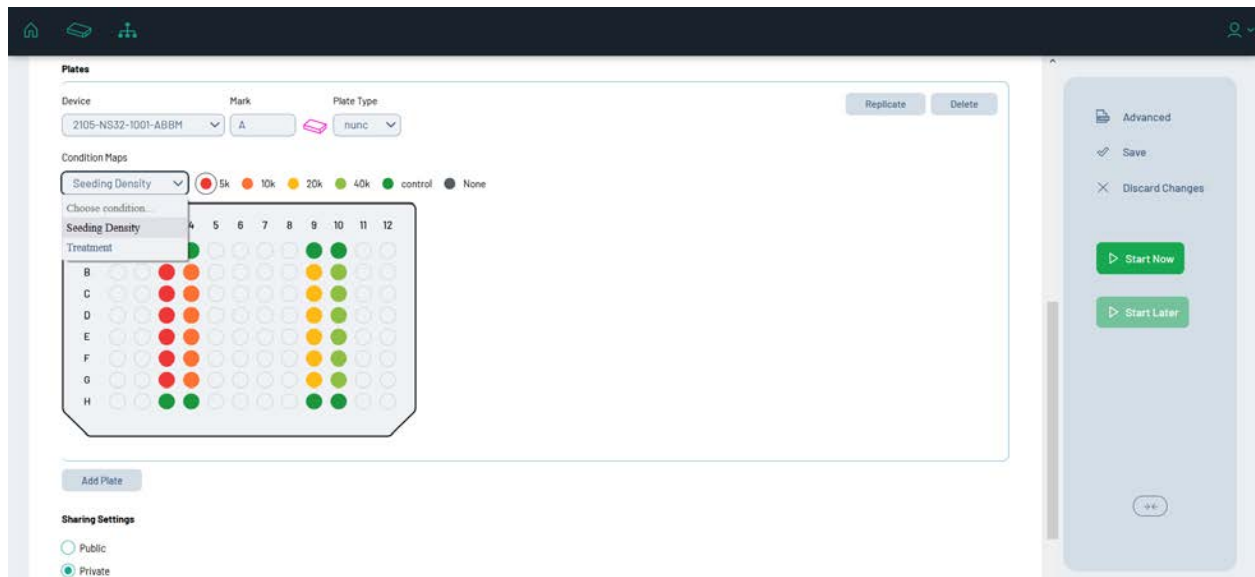 Plates
Device Mark Plate Type
2105-NS32-1001-ABBM A nunc
Replicate Delete
Condition Maps
Seeding Density 5k 10k 20k 40k control None
Choose condition...
Seeding Density
Treatment
4 5 6 7 8 9 10 11 12
B
C
D
E
F
G
H
Add Plate
Sharing Settings
Public
Private
Advanced
Save
Discard Changes
Start Now
Start Later